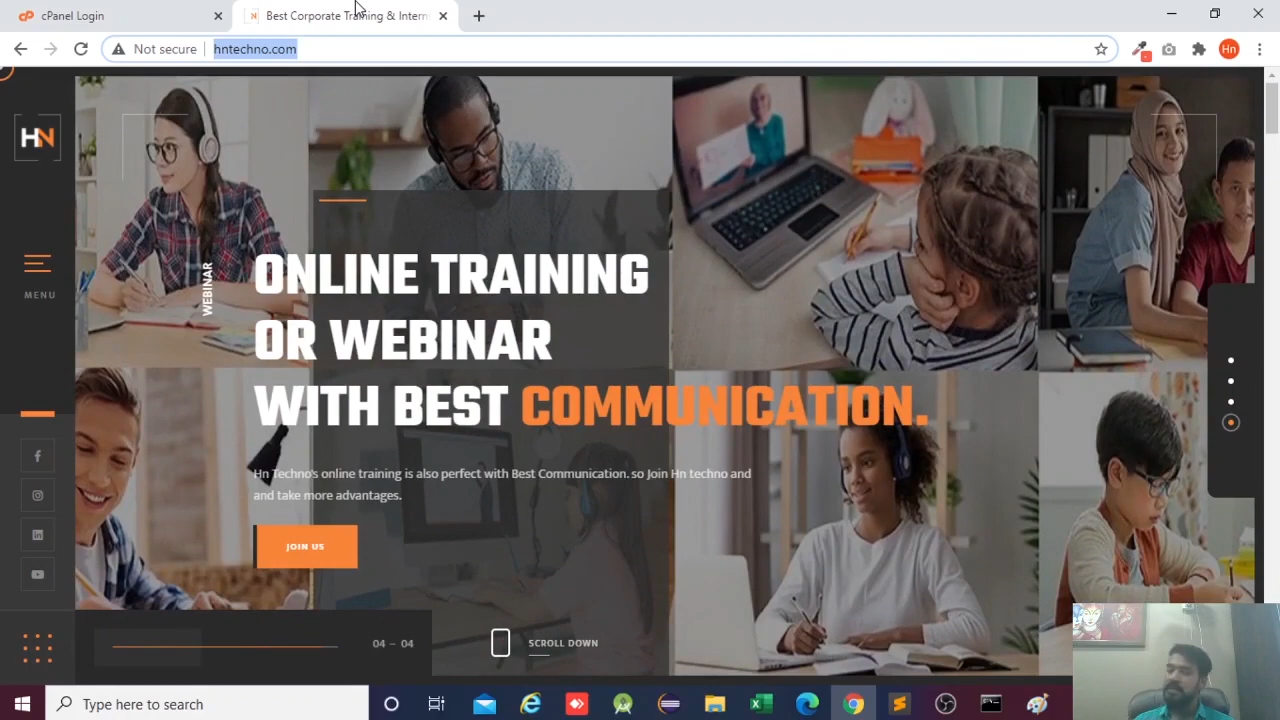 cPanel Login
Best Corporate Training & Intern
Not secure
hntechno.com
Hn
HN
MENU
WEBINAR
ONLINE TRAINING
OR WEBINAR
WITH BEST COMMUNICATION.
Hn Techno's online training is also perfect with Best Communication. so Join Hn techno and
and take more advantages.
JOIN US
04 – 04
SCROLL DOWN
Type here to search